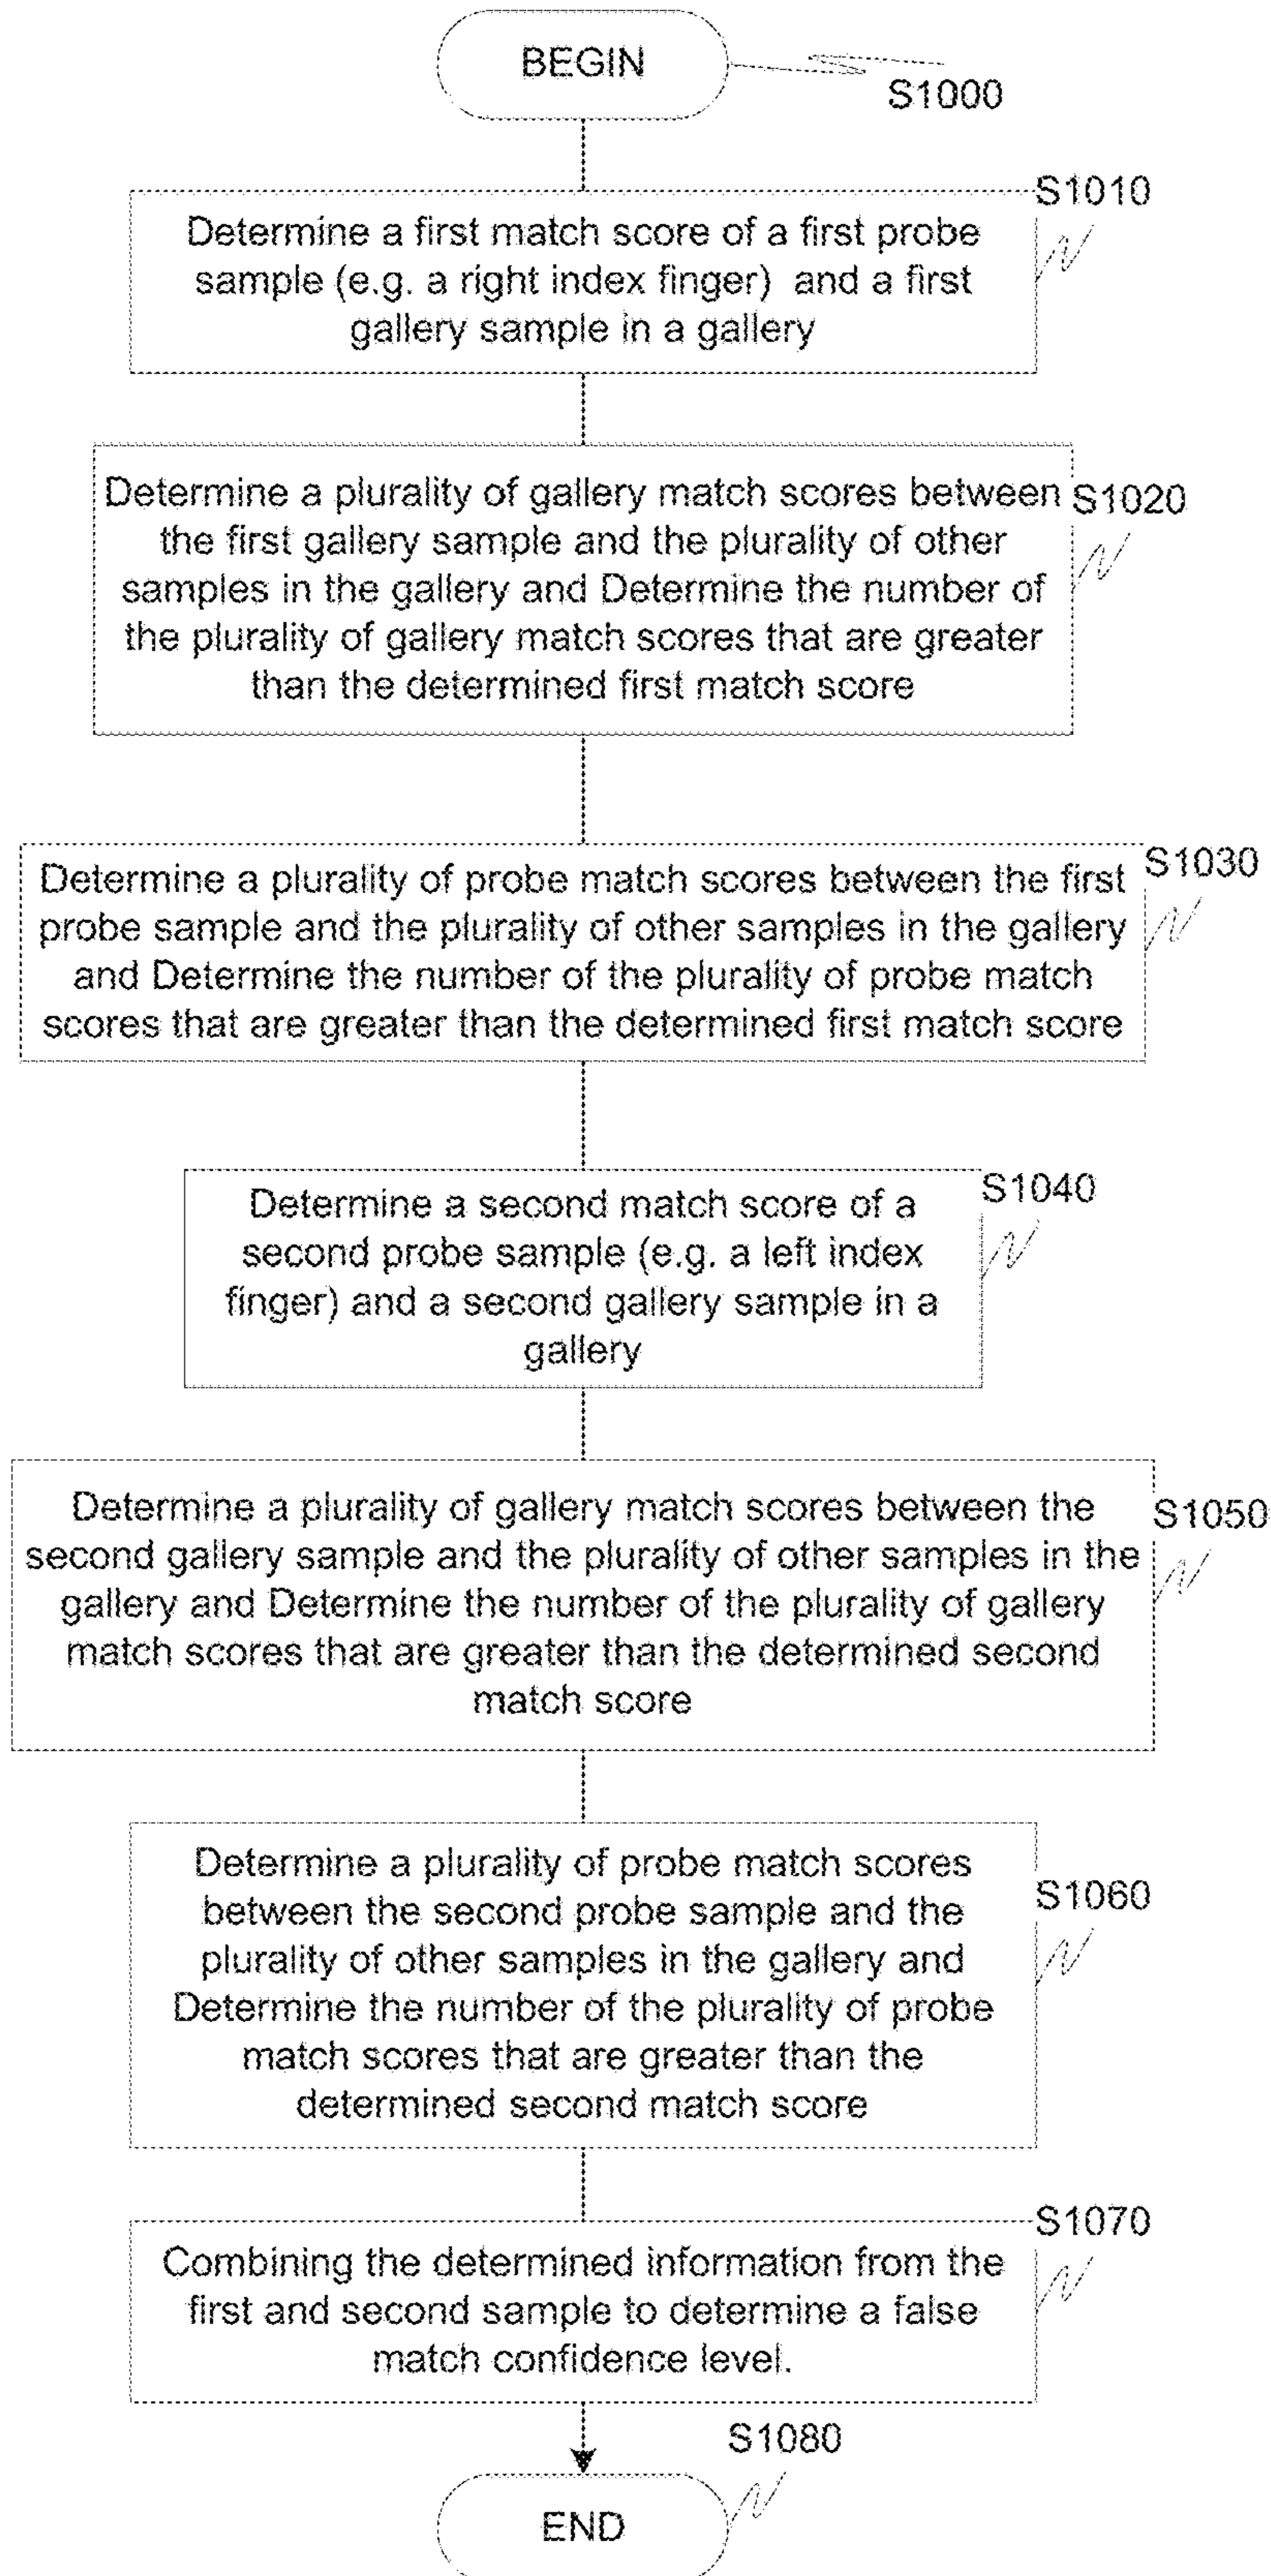 BEGIN
S1000
S1010
Determine a first match score of a first probe
sample (e.g. a right index finger) and a first
gallery sample in a gallery
Determine a plurality of gallery match scores between
S1020
the first gallery sample and the plurality of other
samples in the gallery and Determine the number of
the plurality of gallery match scores that are greater
than the determined first match score
S1030
Determine a plurality of probe match scores between the first
probe sample and the plurality of other samples in the gallery
and Determine the number of the plurality of probe match
scores that are greater than the determined first match score
S1040
Determine a second match score of a
second probe sample (e.g. a left index
finger) and a second gallery sample in a
gallery
Determine a plurality of gallery match scores between the
S1050
second gallery sample and the plurality of other samples in the
gallery and Determine the number of the plurality of gallery
match scores that are greater than the determined second
match score
Determine a plurality of probe match scores
S1060
between the second probe sample and the
plurality of other samples in the gallery and
Determine the number of the plurality of probe
match scores that are greater than the
determined second match score
S1070
Combining the determined information from the
first and second sample to determine a false
match confidence level.
S1080
END